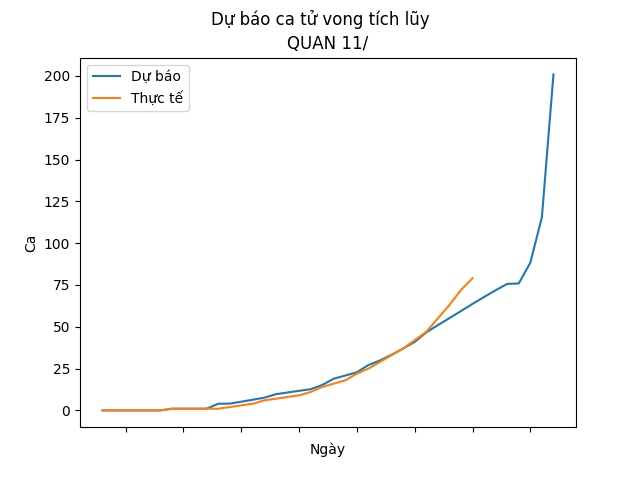 Dự báo ca tử vong tích lũy
QUAN 11/
Dự báo
Thực tế
200
175
150
125
100
75
50
25
0
Ca
Ngày